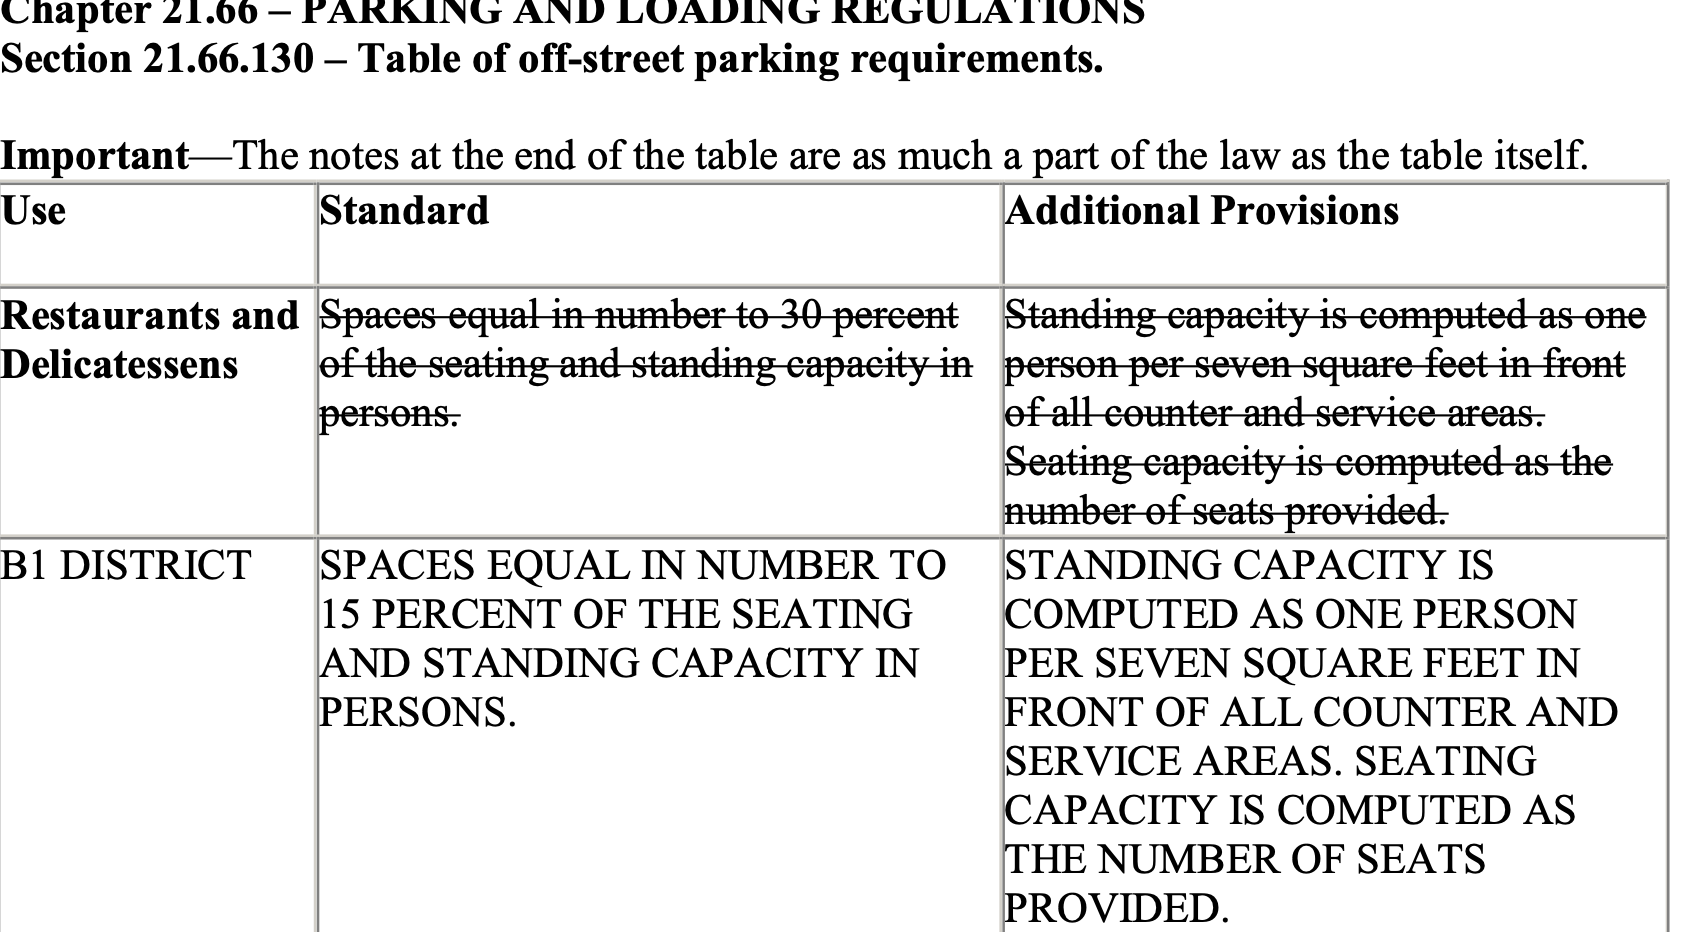 Chapter 21.66 – PARKING AND LOADING REGULATIONS
Section 21.66.130 – Table of off-street parking requirements.
Important—The notes at the end of the table are as much a part of the law as the table itself.
Use
Standard
Additional Provisions
Restaurants and
Delicatessens
Spaces equal in number to 30 percent
of the seating and standing capacity in
persons.
Standing capacity is computed as one
person per seven square feet in front
of all counter and service areas.
Seating capacity is computed as the
number of seats provided.
B1 DISTRICT
SPACES EQUAL IN NUMBER TO
15 PERCENT OF THE SEATING
AND STANDING CAPACITY IN
PERSONS.
STANDING CAPACITY IS
COMPUTED AS ONE PERSON
PER SEVEN SQUARE FEET IN
FRONT OF ALL COUNTER AND
SERVICE AREAS. SEATING
CAPACITY IS COMPUTED AS
THE NUMBER OF SEATS
PROVIDED.